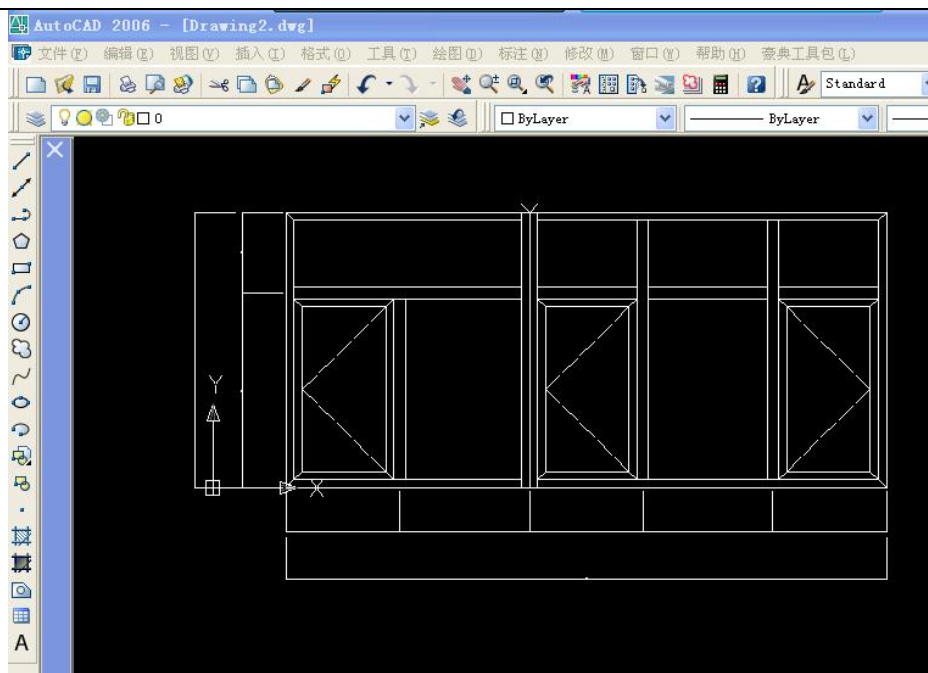 AutoCAD 2006 - [Drawing2.dwg]
文件(F) 编辑(E) 视图(V) 插入(I) 格式(O) 工具(T) 绘图(D) 标注(N) 修改(M) 窗口(W) 帮助(H) 豪典工具包(L)
Standard
0 ByLayer ByLayer
Y
Y
X
A